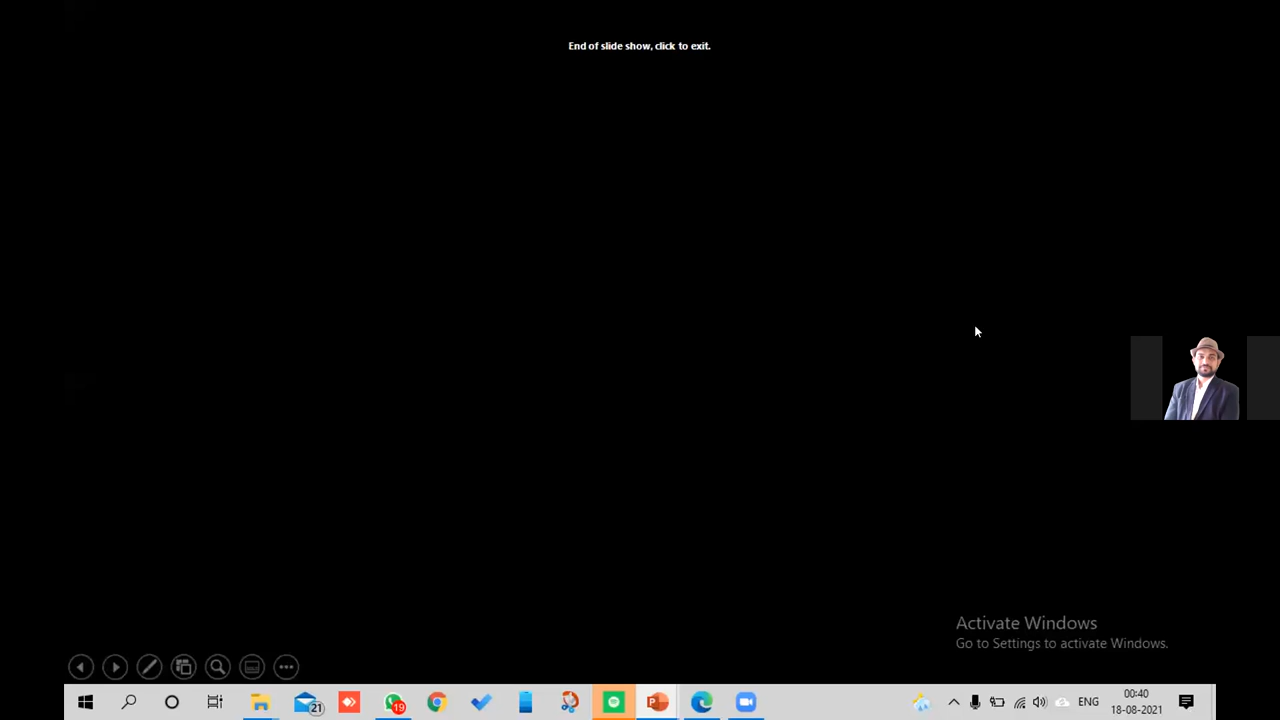 End of slide show, click to exit.
Activate Windows
Go to Settings to activate Windows.
21
19
ENG
00:40
18-08-2021